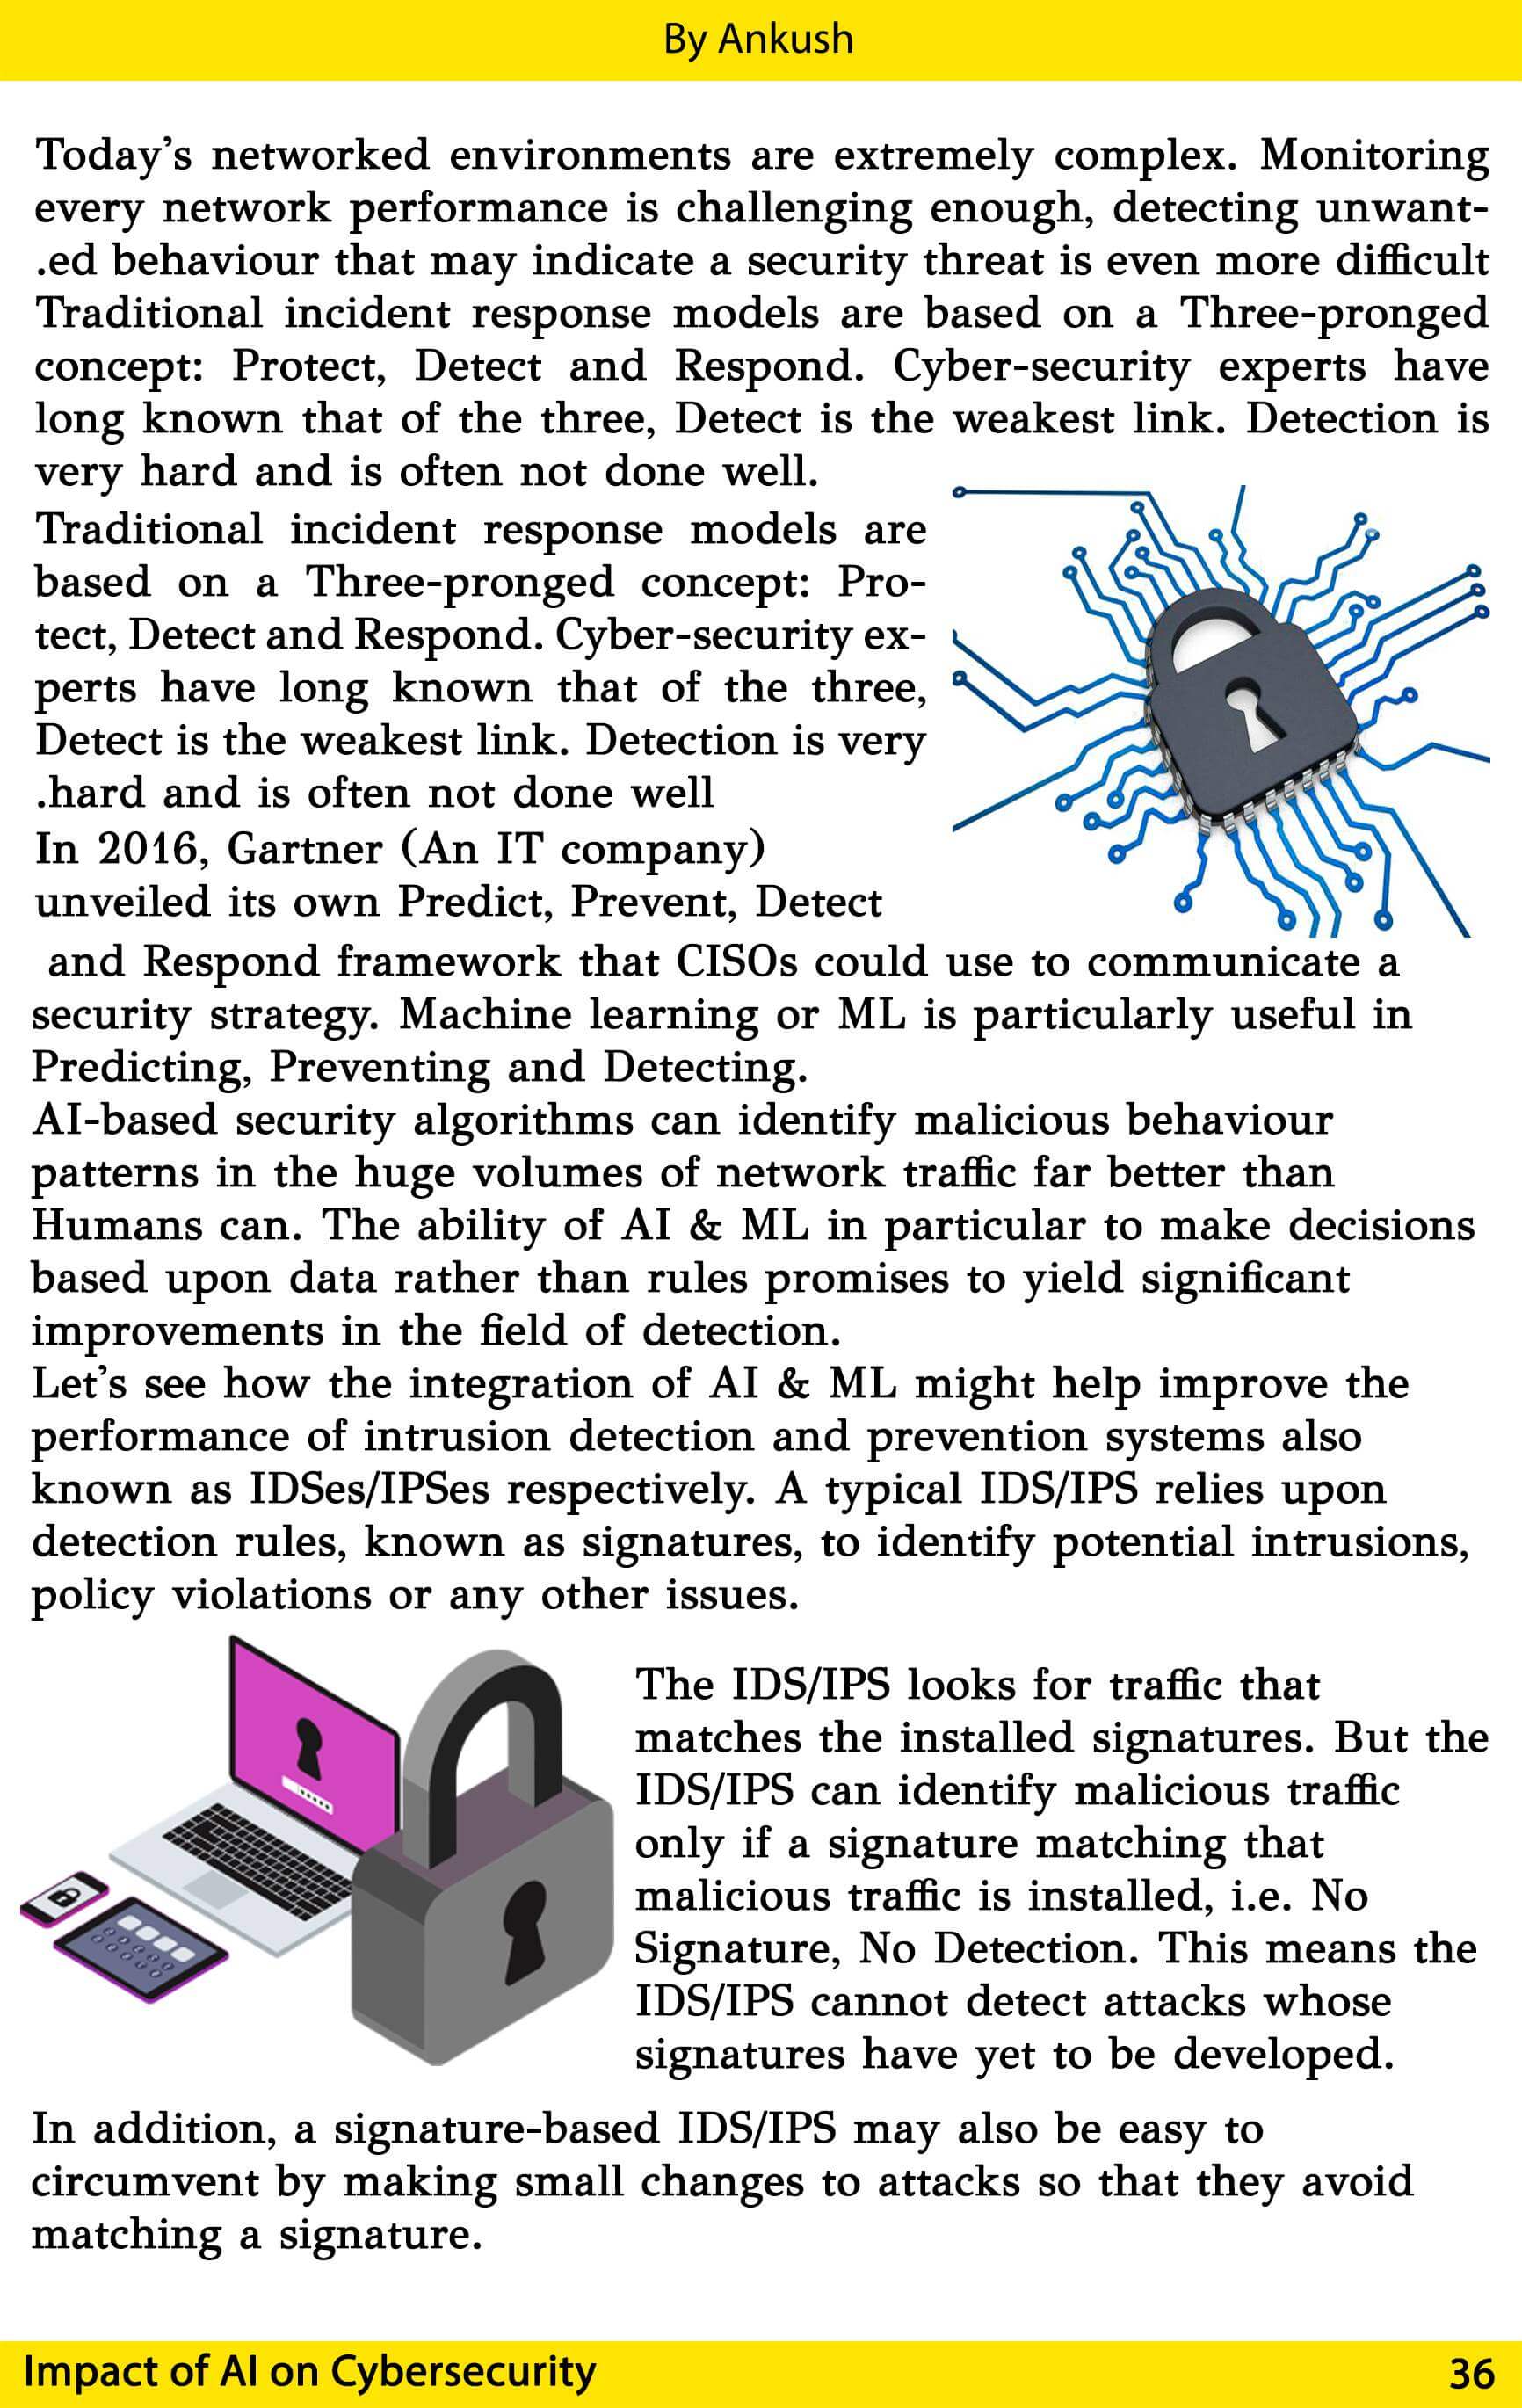 By Ankush
Today’s networked environments are extremely complex. Monitoring
every network performance is challenging enough, detecting unwant-
.ed behaviour that may indicate a security threat is even more difficult
Traditional incident response models are based on a Three-pronged
concept: Protect, Detect and Respond. Cyber-security experts have
long known that of the three, Detect is the weakest link. Detection is
very hard and is often not done well.
Traditional incident response models are
based on a Three-pronged concept: Pro-
tect, Detect and Respond. Cyber-security ex-
perts have long known that of the three,
Detect is the weakest link. Detection is very
.hard and is often not done well
In 2016, Gartner (An IT company)
unveiled its own Predict, Prevent, Detect
and Respond framework that CISOs could use to communicate a
security strategy. Machine learning or ML is particularly useful in
Predicting, Preventing and Detecting.
AI-based security algorithms can identify malicious behaviour
patterns in the huge volumes of network traffic far better than
Humans can. The ability of AI & ML in particular to make decisions
based upon data rather than rules promises to yield significant
improvements in the field of detection.
Let’s see how the integration of AI & ML might help improve the
performance of intrusion detection and prevention systems also
known as IDSes/IPSes respectively. A typical IDS/IPS relies upon
detection rules, known as signatures, to identify potential intrusions,
policy violations or any other issues.
The IDS/IPS looks for traffic that
matches the installed signatures. But the
IDS/IPS can identify malicious traffic
only if a signature matching that
malicious traffic is installed, i.e. No
Signature, No Detection. This means the
IDS/IPS cannot detect attacks whose
signatures have yet to be developed.
In addition, a signature-based IDS/IPS may also be easy to
circumvent by making small changes to attacks so that they avoid
matching a signature.
Impact of AI on Cybersecurity
36